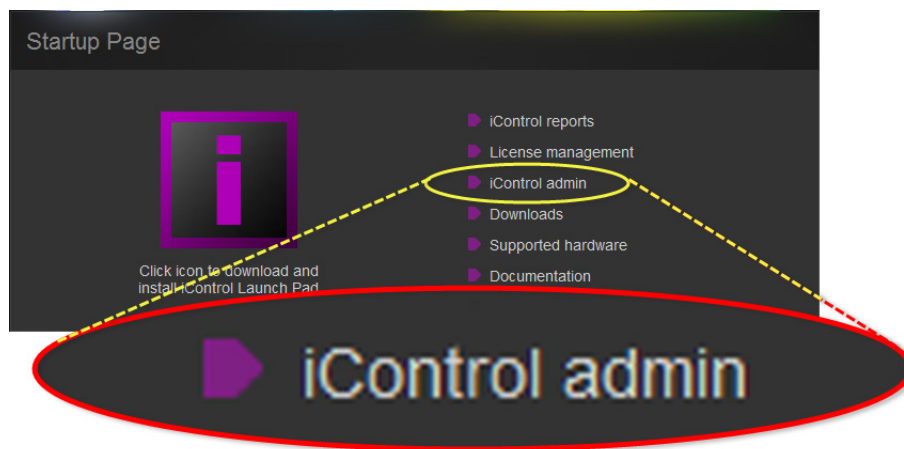 Startup Page
iControl reports
License management
iControl admin
Downloads
Supported hardware
Documentation
Click icon to download and
install iControl Launch Pad
iControl admin